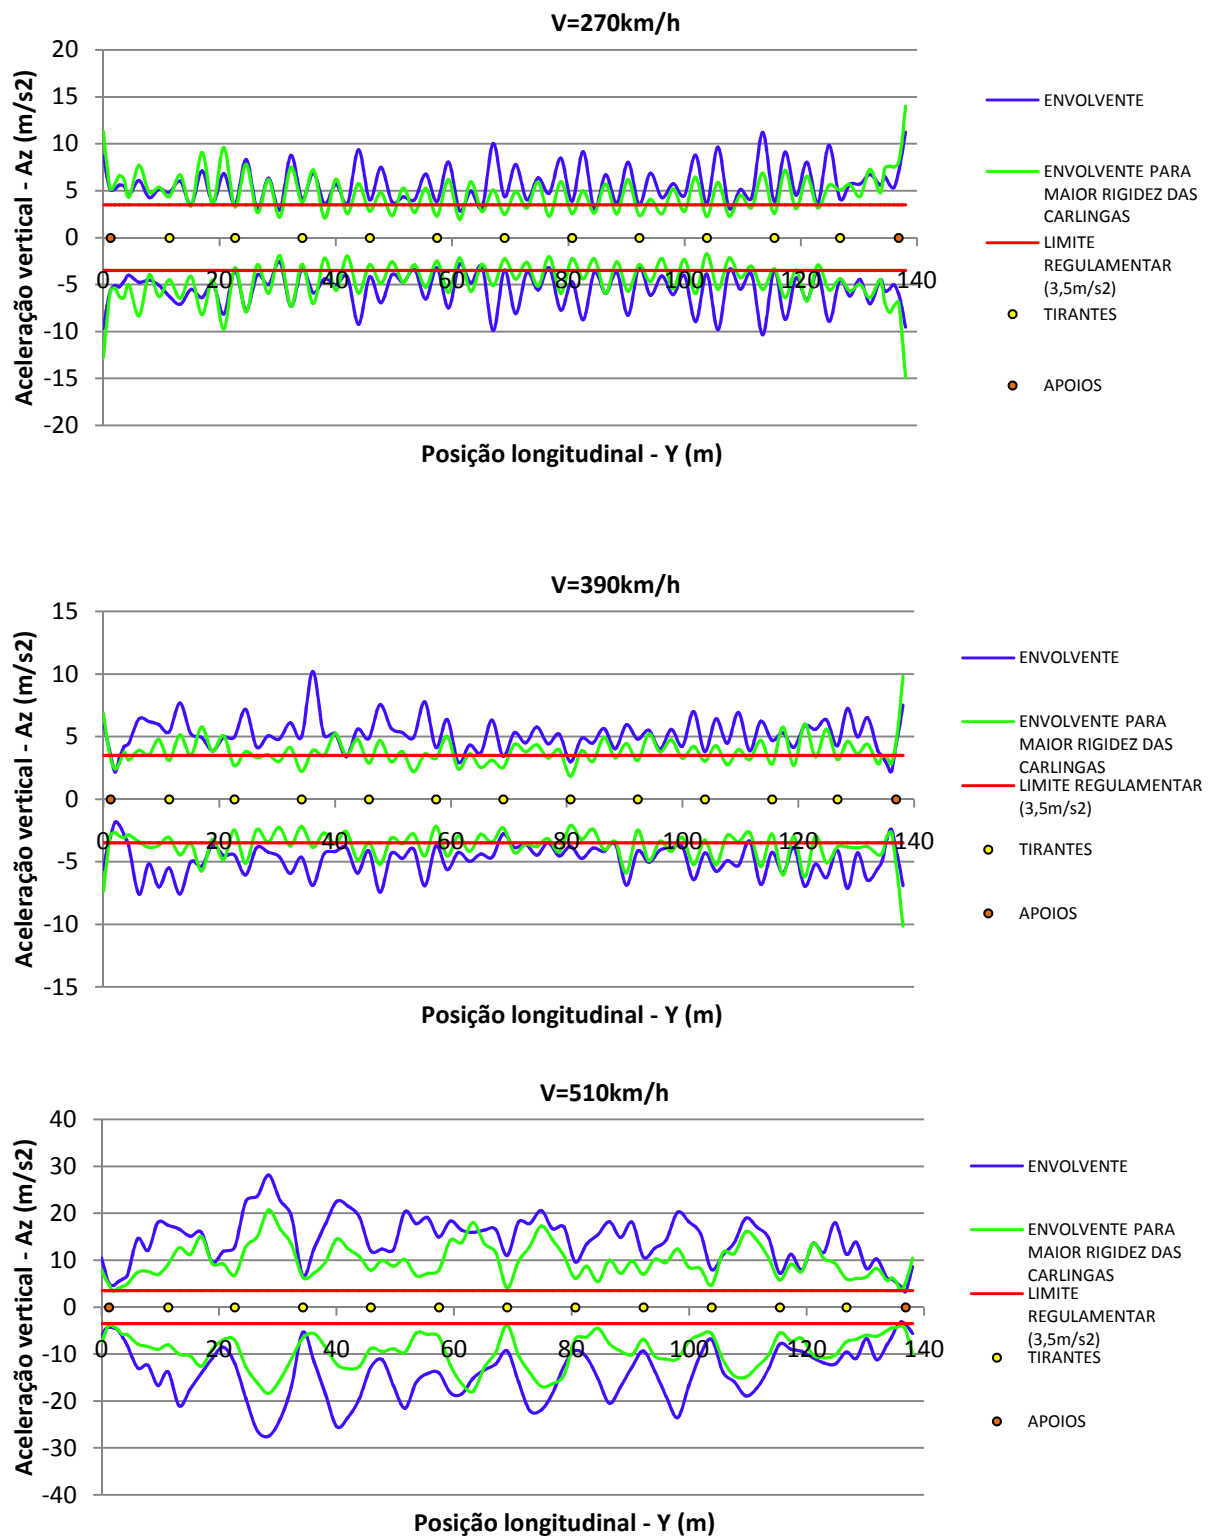 V=270km/h
20
15
10
5
0
-5
-10
-15
-20
0 20 40 60 80 100 120 140
Aceleração vertical - Az (m/s2)
Posição longitudinal - Y (m)
ENVOLVENTE
ENVOLVENTE PARA
MAIOR RIGIDEZ DAS
CARLINGAS
LIMITE
REGULAMENTAR
(3,5m/s2)
TIRANTES
APOIOS
V=390km/h
15
10
5
0
-5
-10
-15
0 20 40 60 80 100 120 140
Aceleração vertical - Az (m/s2)
Posição longitudinal - Y (m)
ENVOLVENTE
ENVOLVENTE PARA
MAIOR RIGIDEZ DAS
CARLINGAS
LIMITE REGULAMENTAR
(3,5m/s2)
TIRANTES
APOIOS
V=510km/h
40
30
20
10
0
-10
-20
-30
-40
0 20 40 60 80 100 120 140
Aceleração vertical - Az (m/s2)
Posição longitudinal - Y (m)
ENVOLVENTE
ENVOLVENTE PARA
MAIOR RIGIDEZ DAS
CARLINGAS
LIMITE
REGULAMENTAR
(3,5m/s2)
TIRANTES
APOIOS